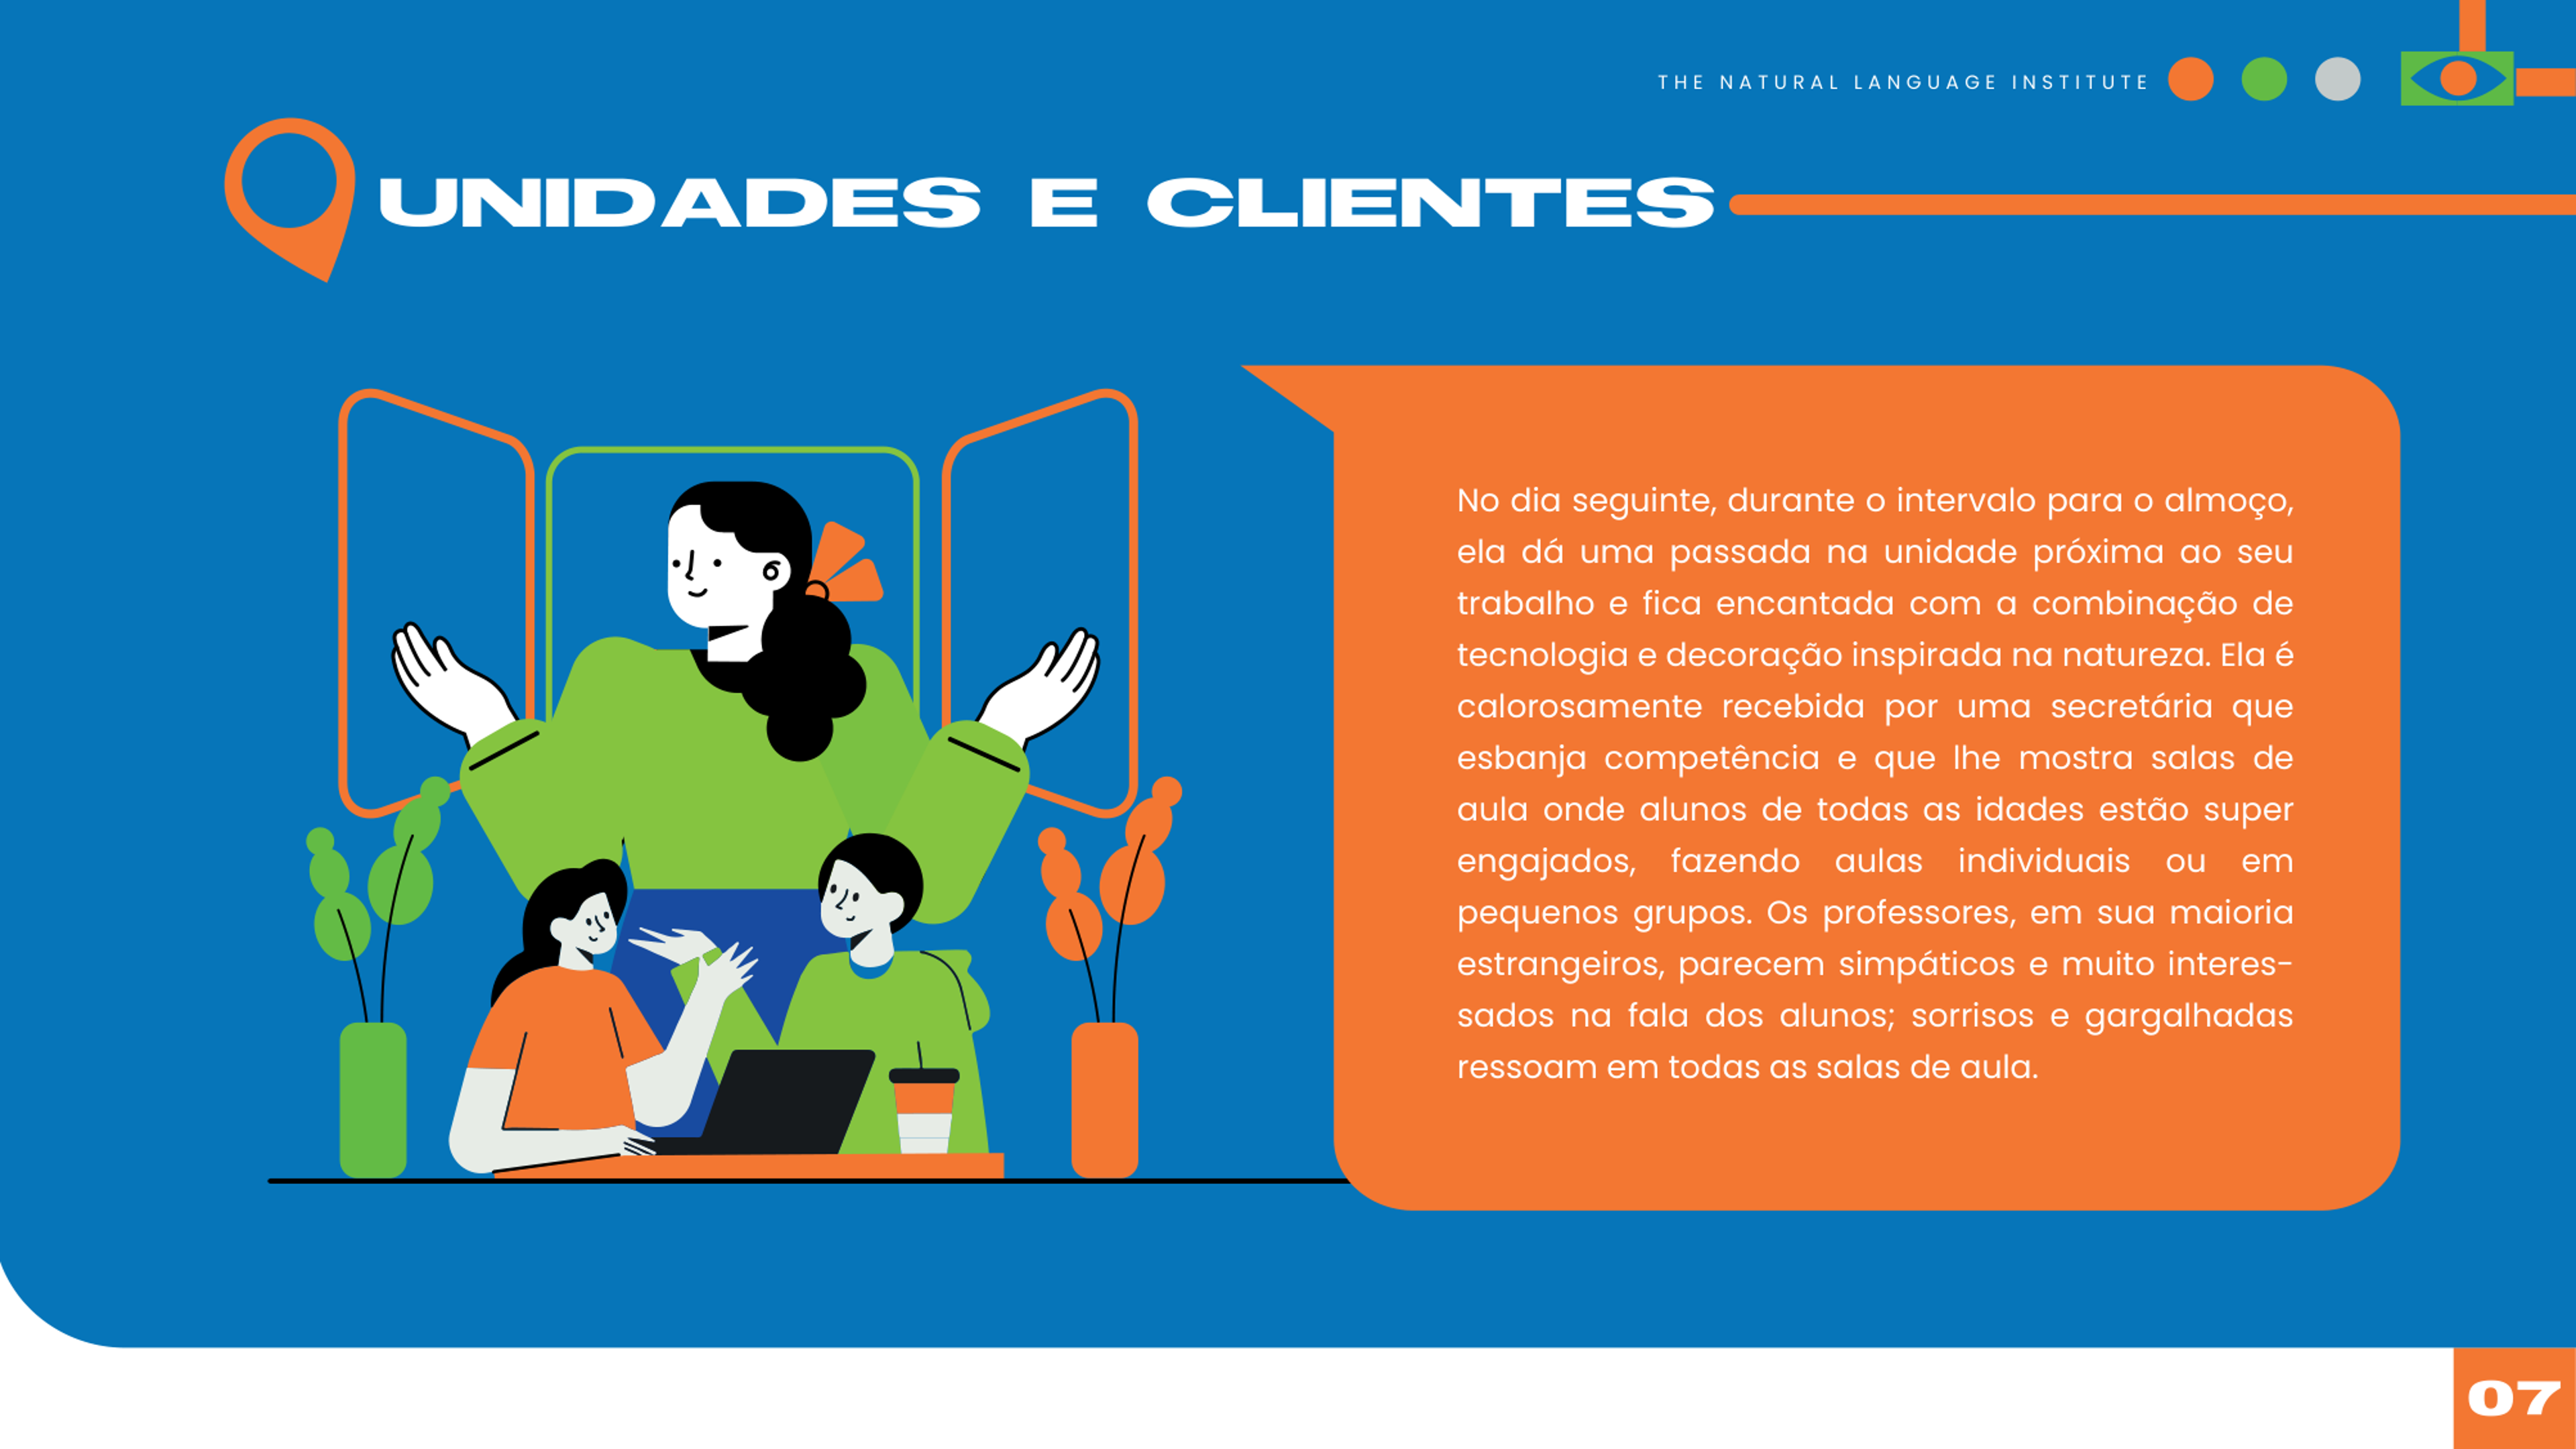 THE NATURAL LANGUAGE INSTITUTE
UNIDADES E CLIENTES
No dia seguinte, durante o intervalo para o almoço,
ela dá uma passada na unidade próxima ao seu
trabalho e fica encantada com a combinação de
tecnologia e decoração inspirada na natureza. Ela é
calorosamente recebida por uma secretária que
esbanja competência e que lhe mostra salas de
aula onde alunos de todas as idades estão super
engajados, fazendo aulas individuais ou em
pequenos grupos. Os professores, em sua maioria
estrangeiros, parecem simpáticos e muito interes-
sados na fala dos alunos; sorrisos e gargalhadas
ressoam em todas as salas de aula.
07